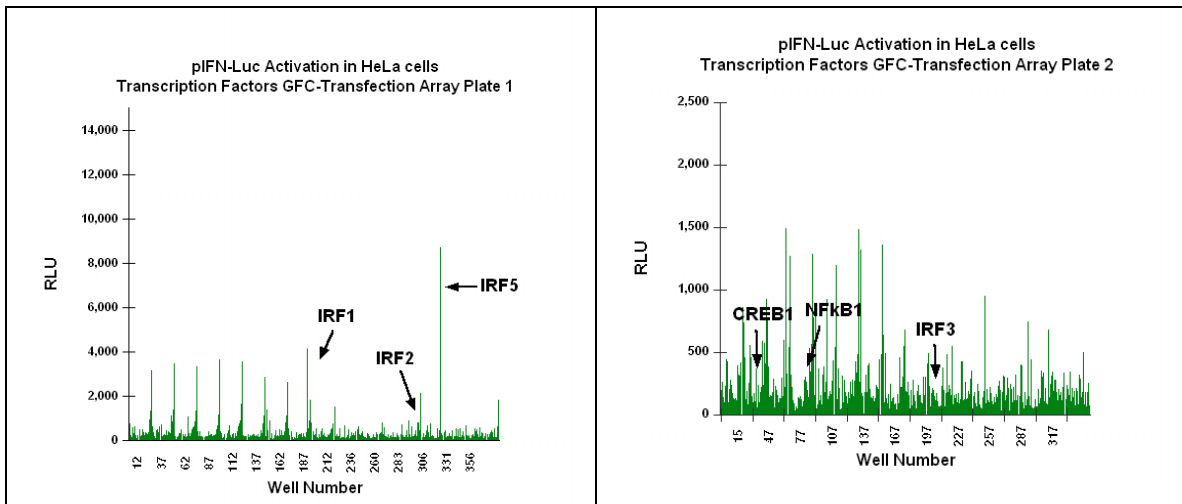 pIFN-Luc Activation in HeLa cells
Transcription Factors GFC-Transfection Array Plate 1
14,000
12,000
10,000
8,000
6,000
4,000
2,000
0
RLU
IRF1
IRF2
IRF5
12 37 62 87 112 137 162 187 212 236 260 283 306 331 356
Well Number
pIFN-Luc Activation in HeLa cells
Transcription Factors GFC-Transfection Array Plate 2
2,500
2,000
1,500
1,000
500
0
RLU
CREB1
NFkB1
IRF3
15 47 77 107 137 167 197 227 257 287 317
Well Number